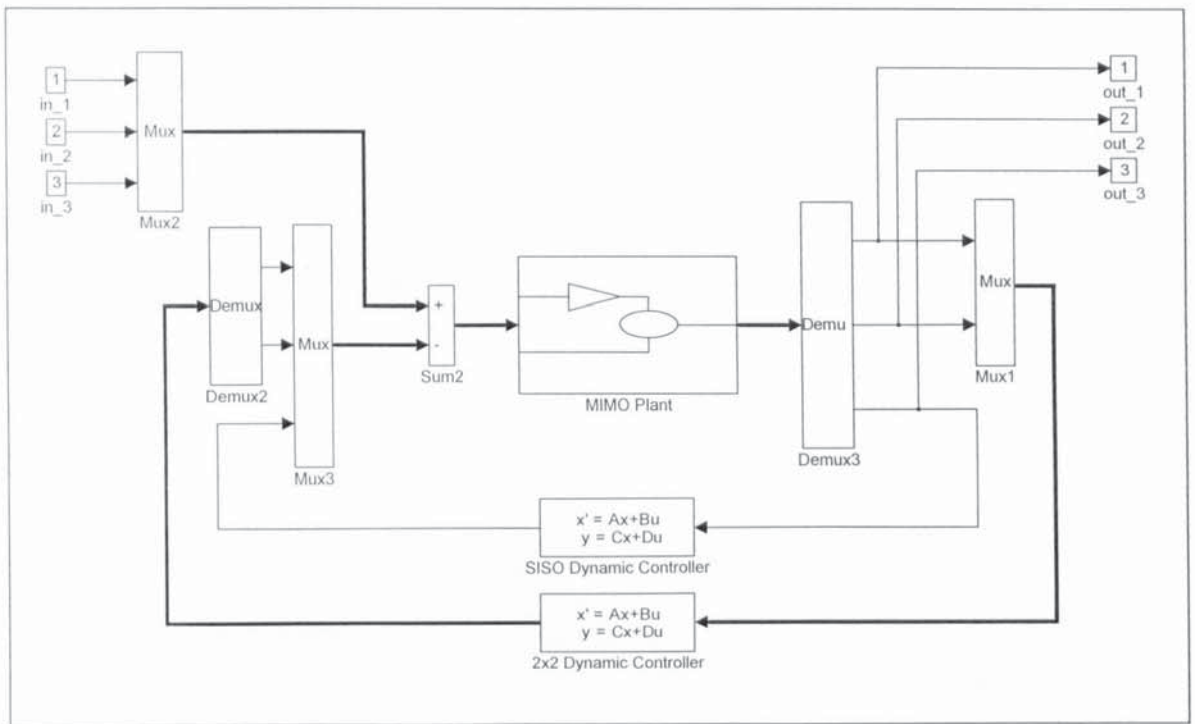 1
in_1
2
in_2
3
in_3
Mux
Mux2
1
out_1
2
out_2
3
out_3
Demux
Demux2
Mux
Mux3
+
-
Sum2
MIMO Plant
Demu
Demux3
Mux
Mux1
x' = Ax+Bu
y = Cx+Du
SISO Dynamic Controller
x' = Ax+Bu
y = Cx+Du
2x2 Dynamic Controller